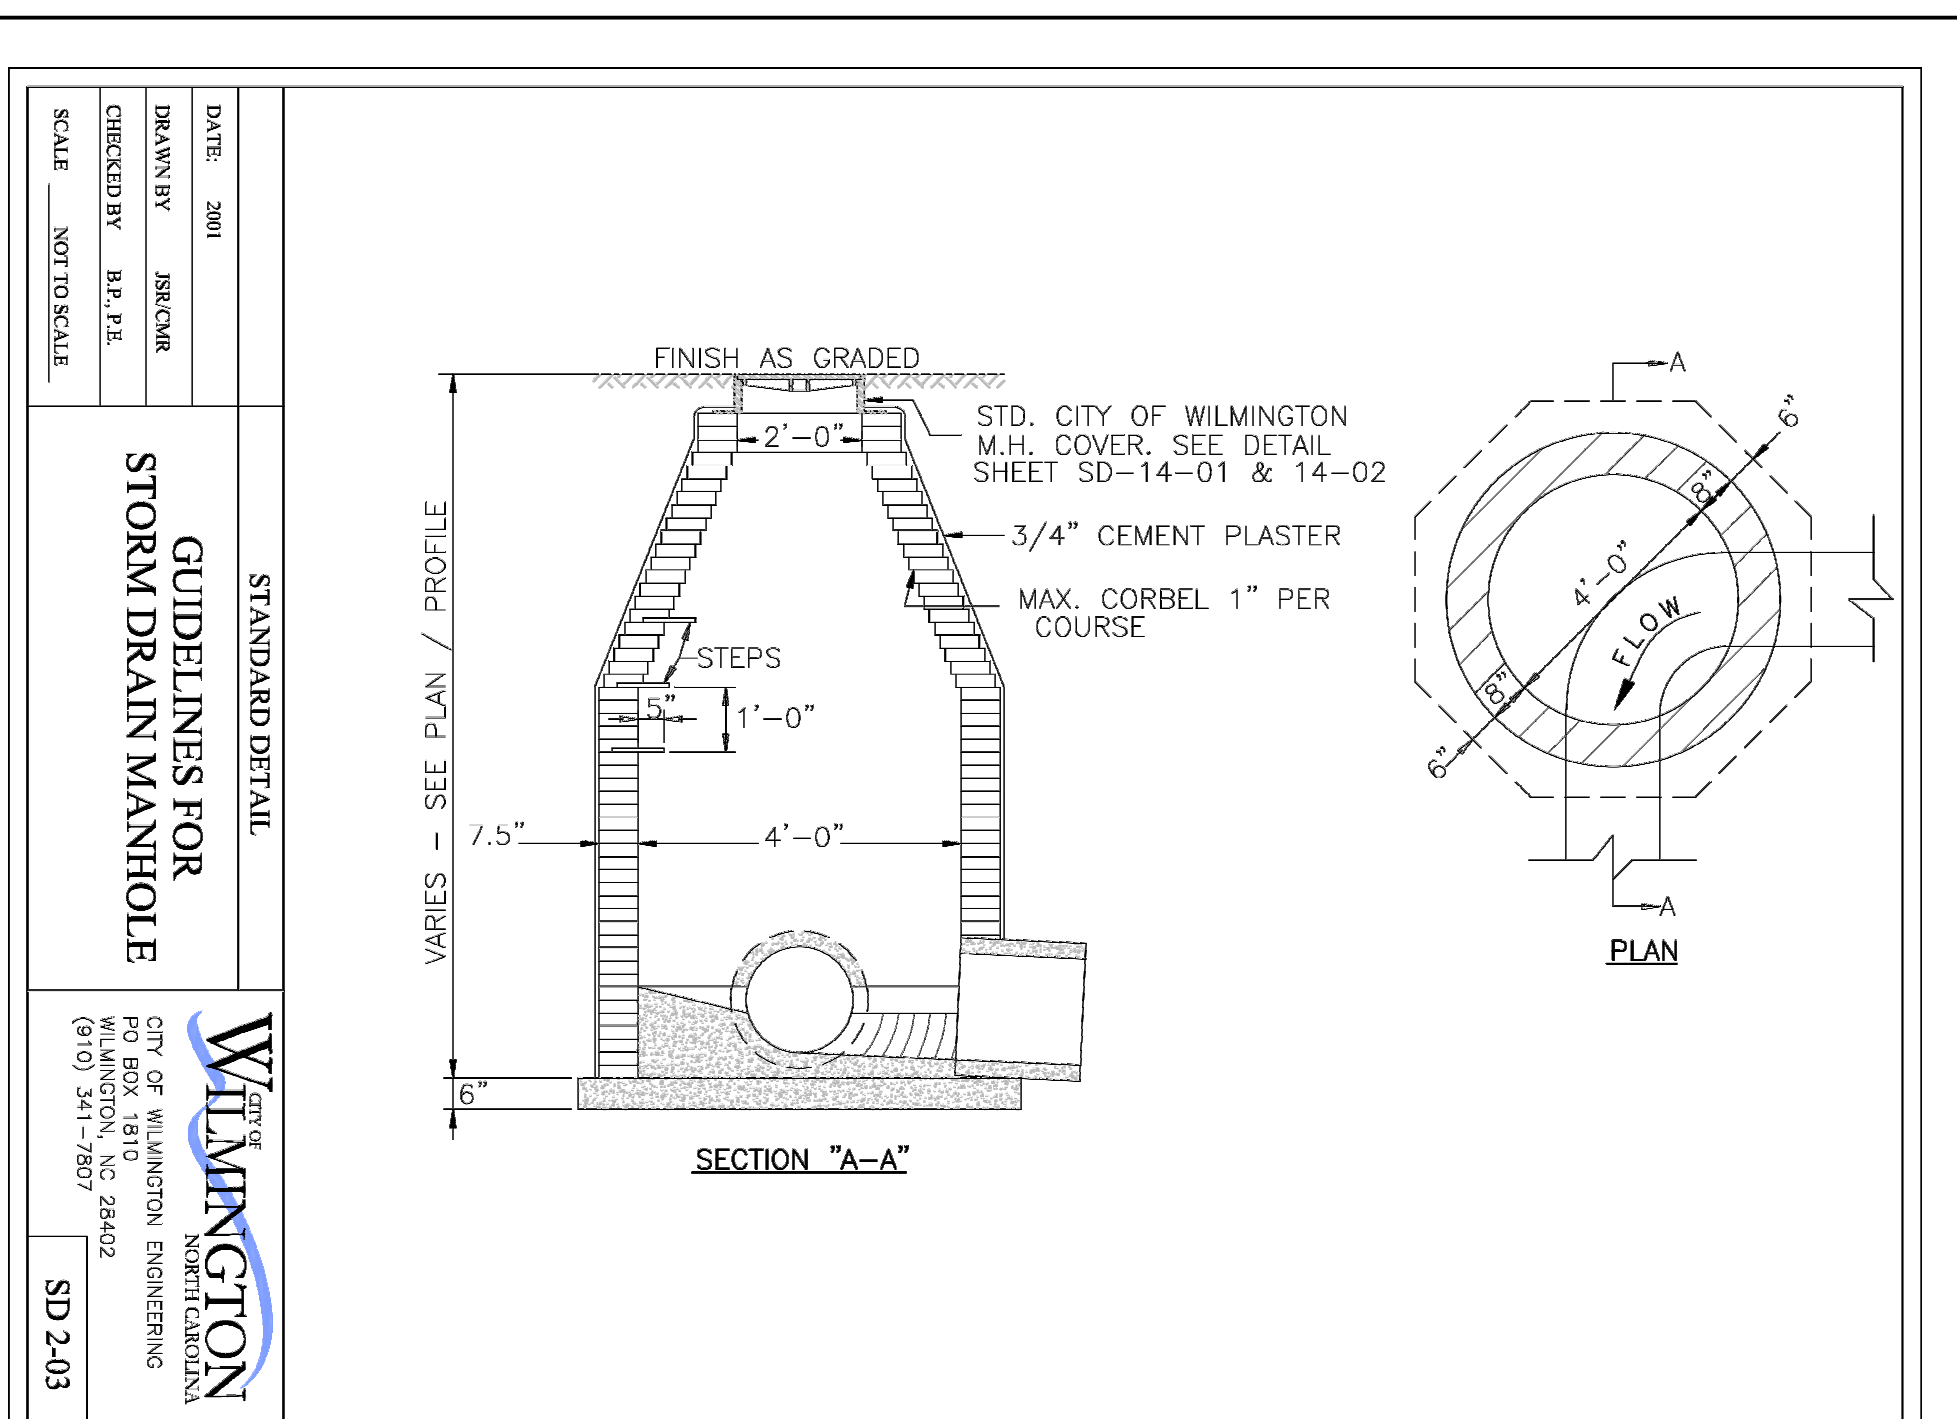 FINISH AS GRADED
2'-0"
STD. CITY OF WILMINGTON
M.H. COVER. SEE DETAIL
SHEET SD-14-01 & 14-02
3/4" CEMENT PLASTER
MAX. CORBEL 1" PER
COURSE
STEPS
5"
1'-0"
7.5"
4'-0"
VARIES - SEE PLAN / PROFILE
6"
SECTION "A-A"
A
6"
8"
4'-0"
FLOW
8"
6"
A
PLAN
DATE: 2001
DRAWN BY JSR/CMR
CHECKED BY B.P., P.E.
SCALE NOT TO SCALE
STANDARD DETAIL
GUIDELINES FOR
STORM DRAIN MANHOLE
CITY OF
WILMINGTON
NORTH CAROLINA
CITY OF WILMINGTON ENGINEERING
PO BOX 1810
WILMINGTON, NC 28402
(910) 341-7807
SD 2-03